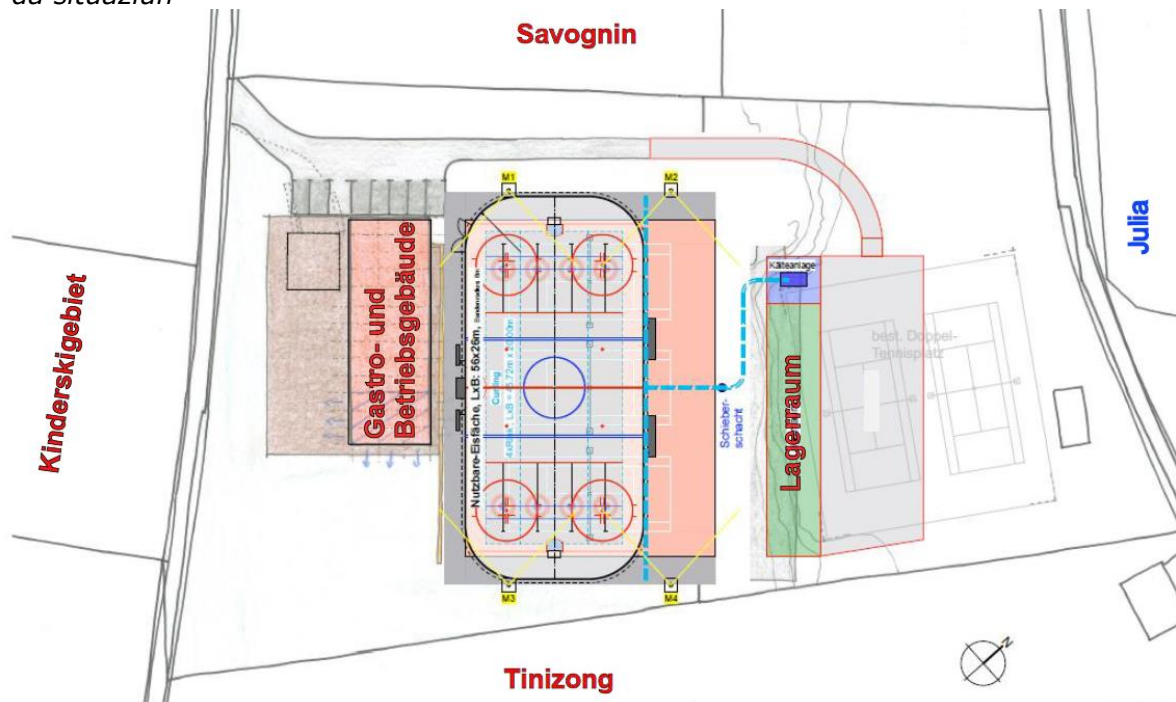 da situaziun
Savognin
Julia
Kinderskigebiet
Gastro- und
Betriebsgebäude
M1
M2
Nutzbare-Eisfläche, LxB: 56x26m,
Curling
Kälteanlage
best. Doppel-
Tennisplatz
Schieber-
schacht
Lagerraum
M3
M4
Tinizong
N